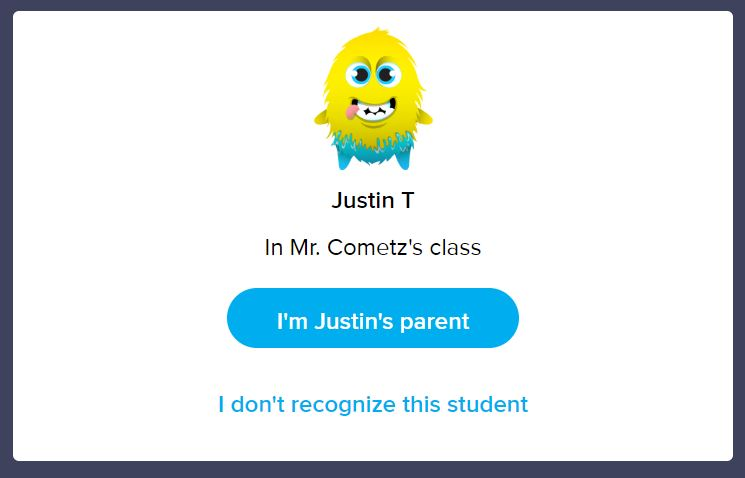 Justin T
In Mr. Cometz's class
I'm Justin's parent
I don't recognize this student